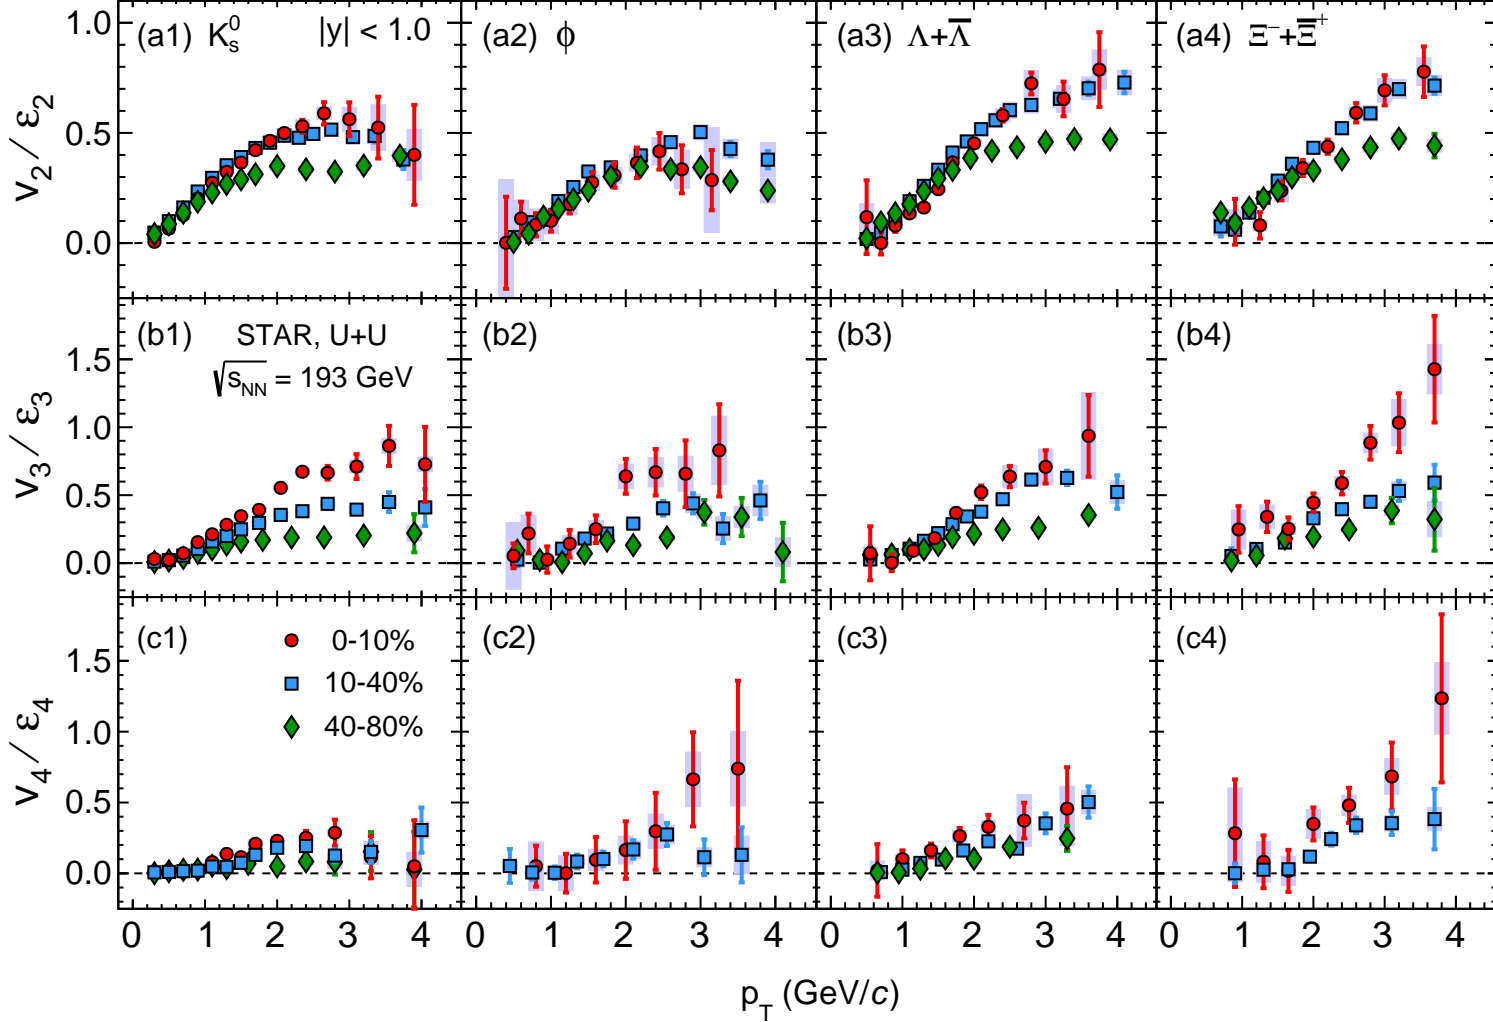 (a1) K⁰ₛ |y| < 1.0
(a2) ϕ
(a3) Λ+Λ̅
(a4) Ξ⁻+Ξ̅⁺
v₂ / ε₂
1.0
0.5
0.0
(b1) STAR, U+U
√s_NN = 193 GeV
(b2)
(b3)
(b4)
v₃ / ε₃
1.5
1.0
0.5
0.0
(c1)
0-10%
10-40%
40-80%
(c2)
(c3)
(c4)
v₄ / ε₄
1.5
1.0
0.5
0.0
0 1 2 3 4
0 1 2 3 4
0 1 2 3 4
0 1 2 3 4
p_T (GeV/c)